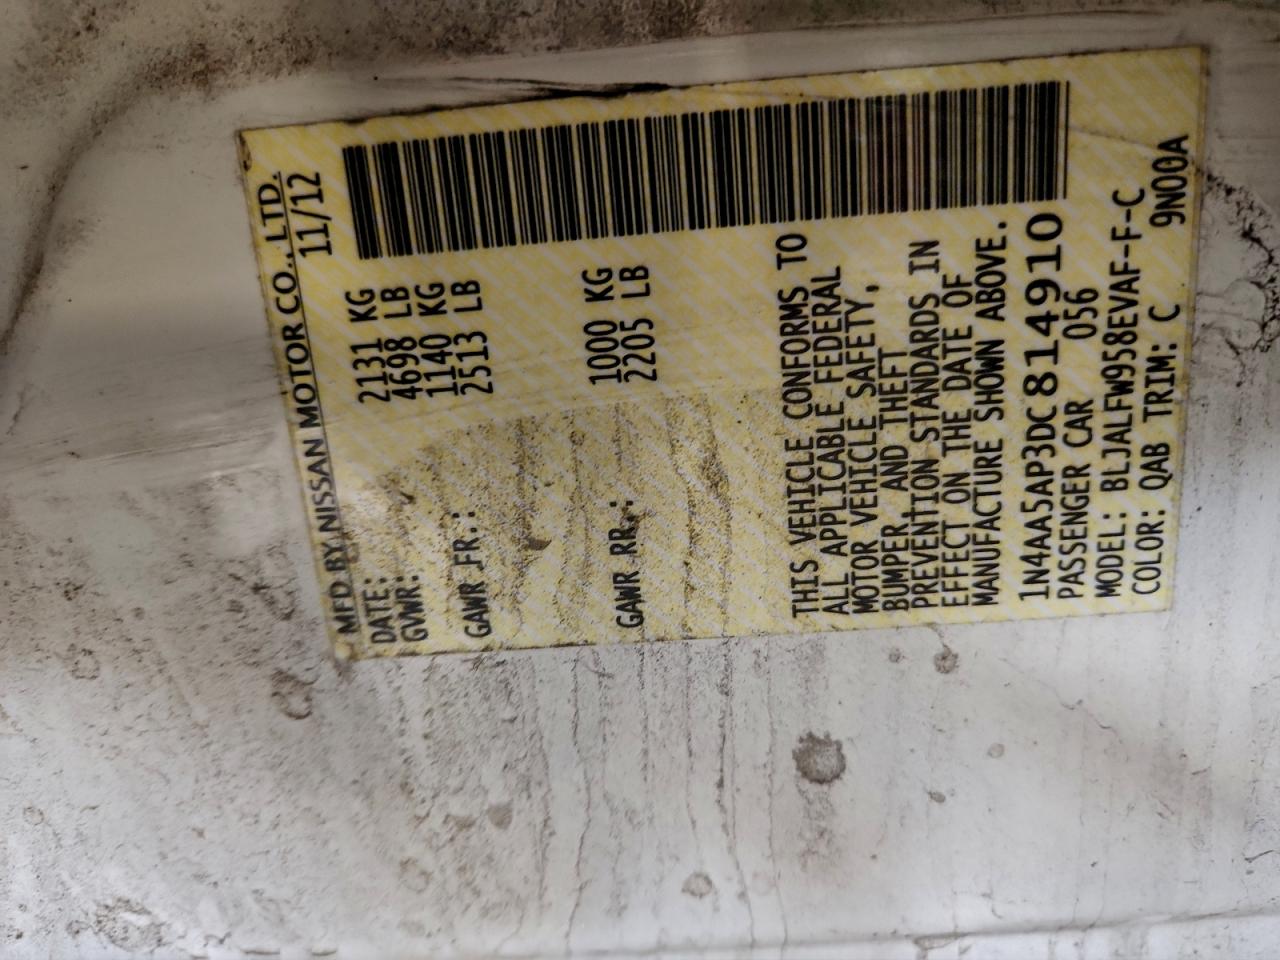 MFD BY NISSAN MOTOR CO., LTD.
DATE: 11/12
GVWR: 2131 KG
4698 LB
GAWR FR.: 1140 KG
2513 LB
GAWR RR.: 1000 KG
2205 LB
THIS VEHICLE CONFORMS TO
ALL APPLICABLE FEDERAL
MOTOR VEHICLE SAFETY,
BUMPER, AND THEFT
PREVENTION STANDARDS IN
EFFECT ON THE DATE OF
MANUFACTURE SHOWN ABOVE.
1N4AA5AP3DC814910
PASSENGER CAR 056
MODEL: BLJALFW958EVAF-F-C
COLOR: QAB TRIM: C 9N00A